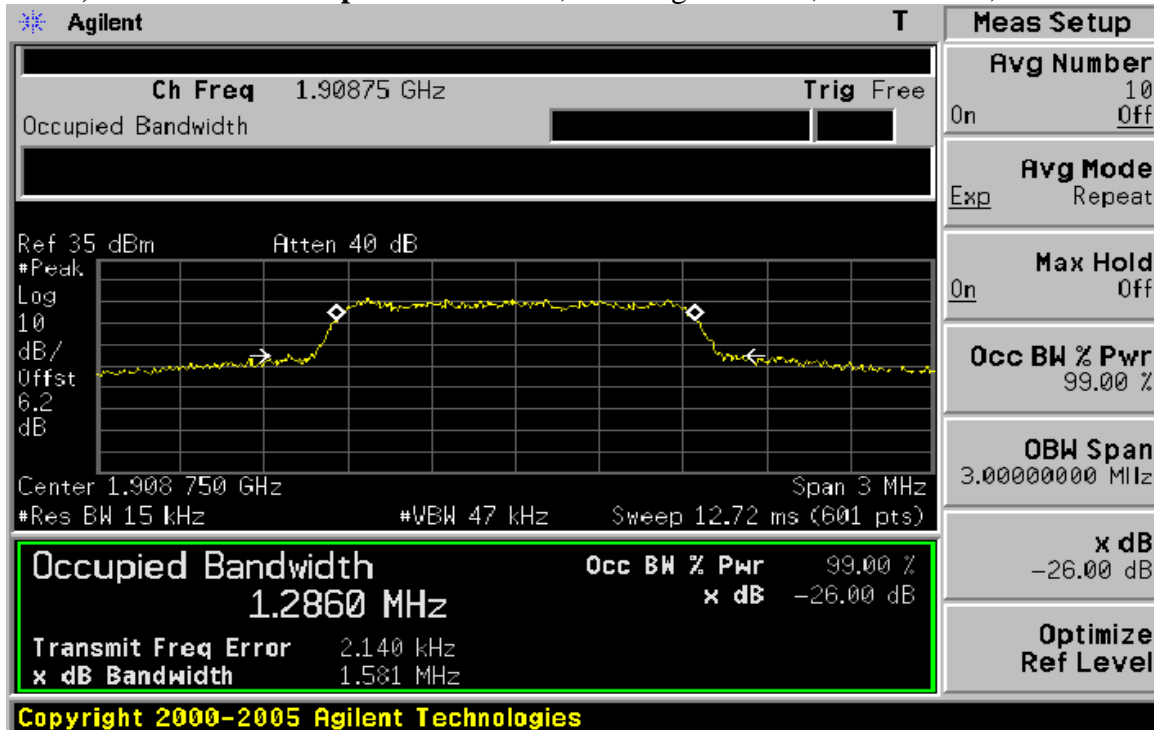 Agilent T
Ch Freq 1.90875 GHz Trig Free
Occupied Bandwidth
Ref 35 dBm Atten 40 dB
#Peak
Log
10
dB/
Offst
6.2
dB
Center 1.908 750 GHz Span 3 MHz
#Res BW 15 kHz #VBW 47 kHz Sweep 12.72 ms (601 pts)
Occupied Bandwidth Occ BW % Pwr 99.00 %
1.2860 MHz x dB -26.00 dB
Transmit Freq Error 2.140 kHz
x dB Bandwidth 1.581 MHz
Copyright 2000-2005 Agilent Technologies
Meas Setup
Avg Number
10
On Off
Avg Mode
Exp Repeat
Max Hold
On Off
Occ BW % Pwr
99.00 %
OBW Span
3.00000000 MHz
x dB
-26.00 dB
Optimize
Ref Level